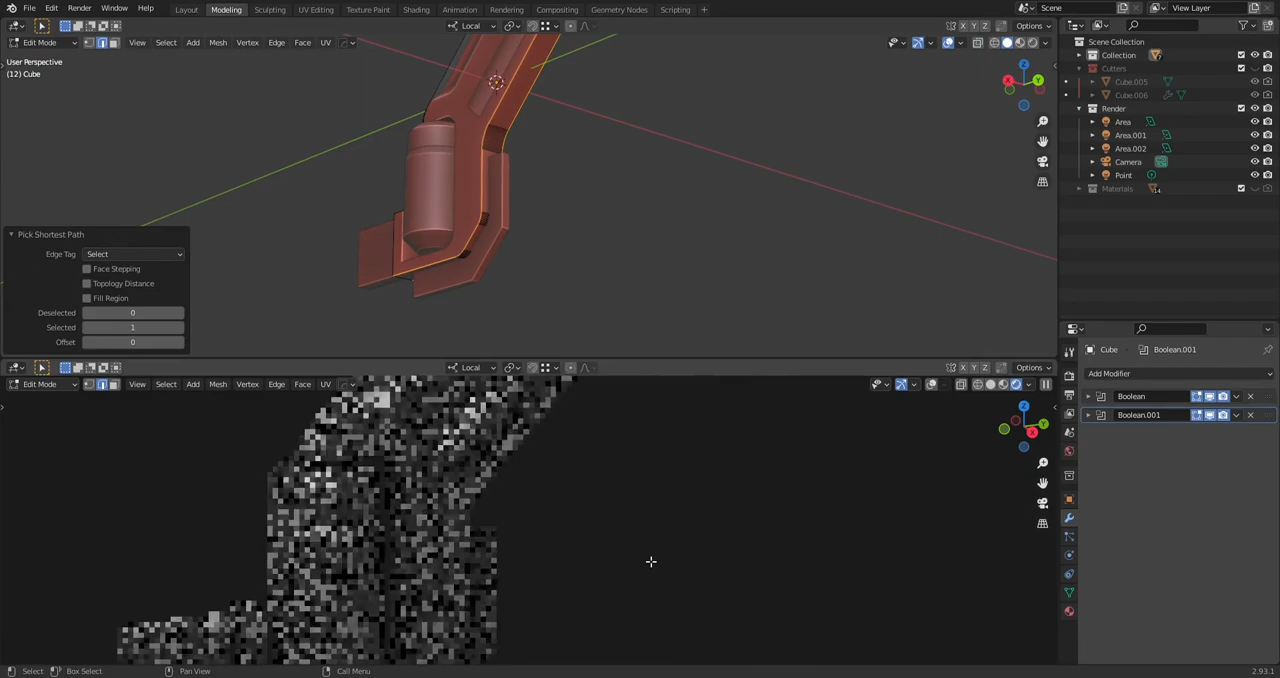 File Edit Render Window Help Layout Modeling Sculpting UV Editing Texture Paint Shading Animation Rendering Compositing Geometry Nodes Scripting + Scene View Layer
Local X Y Z Options
Edit Mode View Select Add Mesh Vertex Edge Face UV
User Perspective
(12) Cube
Z
X Y
Scene Collection
Collection
Cutters
Cube.005
Cube.006
Render
Area
Area.001
Area.002
Camera
Point
Materials
14
Pick Shortest Path
Edge Tag Select
Face Stepping
Topology Distance
Fill Region
Deselected 0
Selected 1
Offset 0
Local X Y Z Options
Edit Mode View Select Add Mesh Vertex Edge Face UV
Z
Y
X
Cube Boolean.001
Add Modifier
Boolean
Boolean.001
Select Box Select Pan View Call Menu 2.93.1